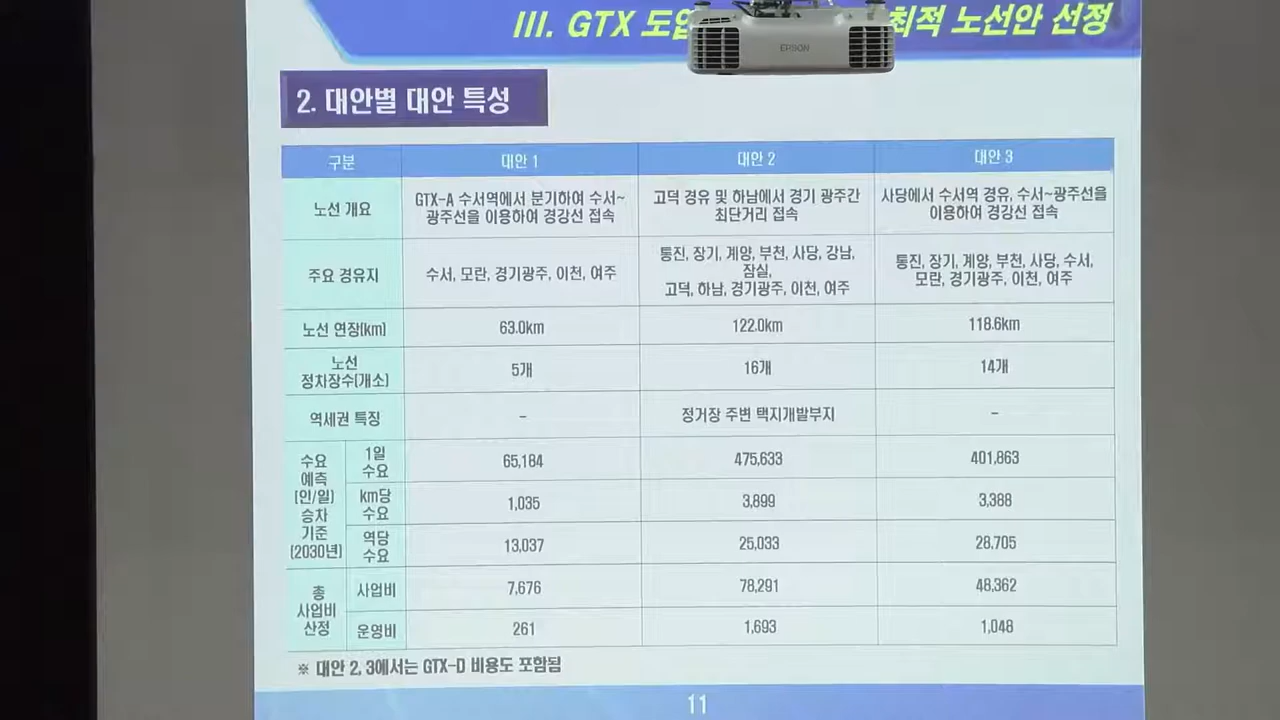 III. GTX 도입 최적 노선안 선정
EPSON
2. 대안별 대안 특성
구분 대안 1 대안 2 대안 3
노선 개요
GTX-A 수서역에서 분기하여 수서~
광주선을 이용하여 경강선 접속
고덕 경유 및 하남에서 경기 광주간
최단거리 접속
사당에서 수서역 경유, 수서~광주선을
이용하여 경강선 접속
주요 경유지
수서, 모란, 경기광주, 이천, 여주
통진, 장기, 계양, 부천, 사당, 강남,
잠실,
고덕, 하남, 경기광주, 이천, 여주
통진, 장기, 계양, 부천, 사당, 수서,
모란, 경기광주, 이천, 여주
노선 연장(km) 63.0km 122.0km 118.6km
노선
정차장수(개소)
5개 16개 14개
역세권 특징 - 정거장 주변 택지개발부지 -
수요
예측
(인/일)
승차
기준
(2030년)
1일
수요
65,184 475,633 401,863
km당
수요
1,035 3,899 3,388
역당
수요
13,037 25,033 28,705
총
사업비
산정
사업비 7,676 78,291 48,362
운영비 261 1,693 1,048
※ 대안 2, 3에서는 GTX-D 비용도 포함됨
11